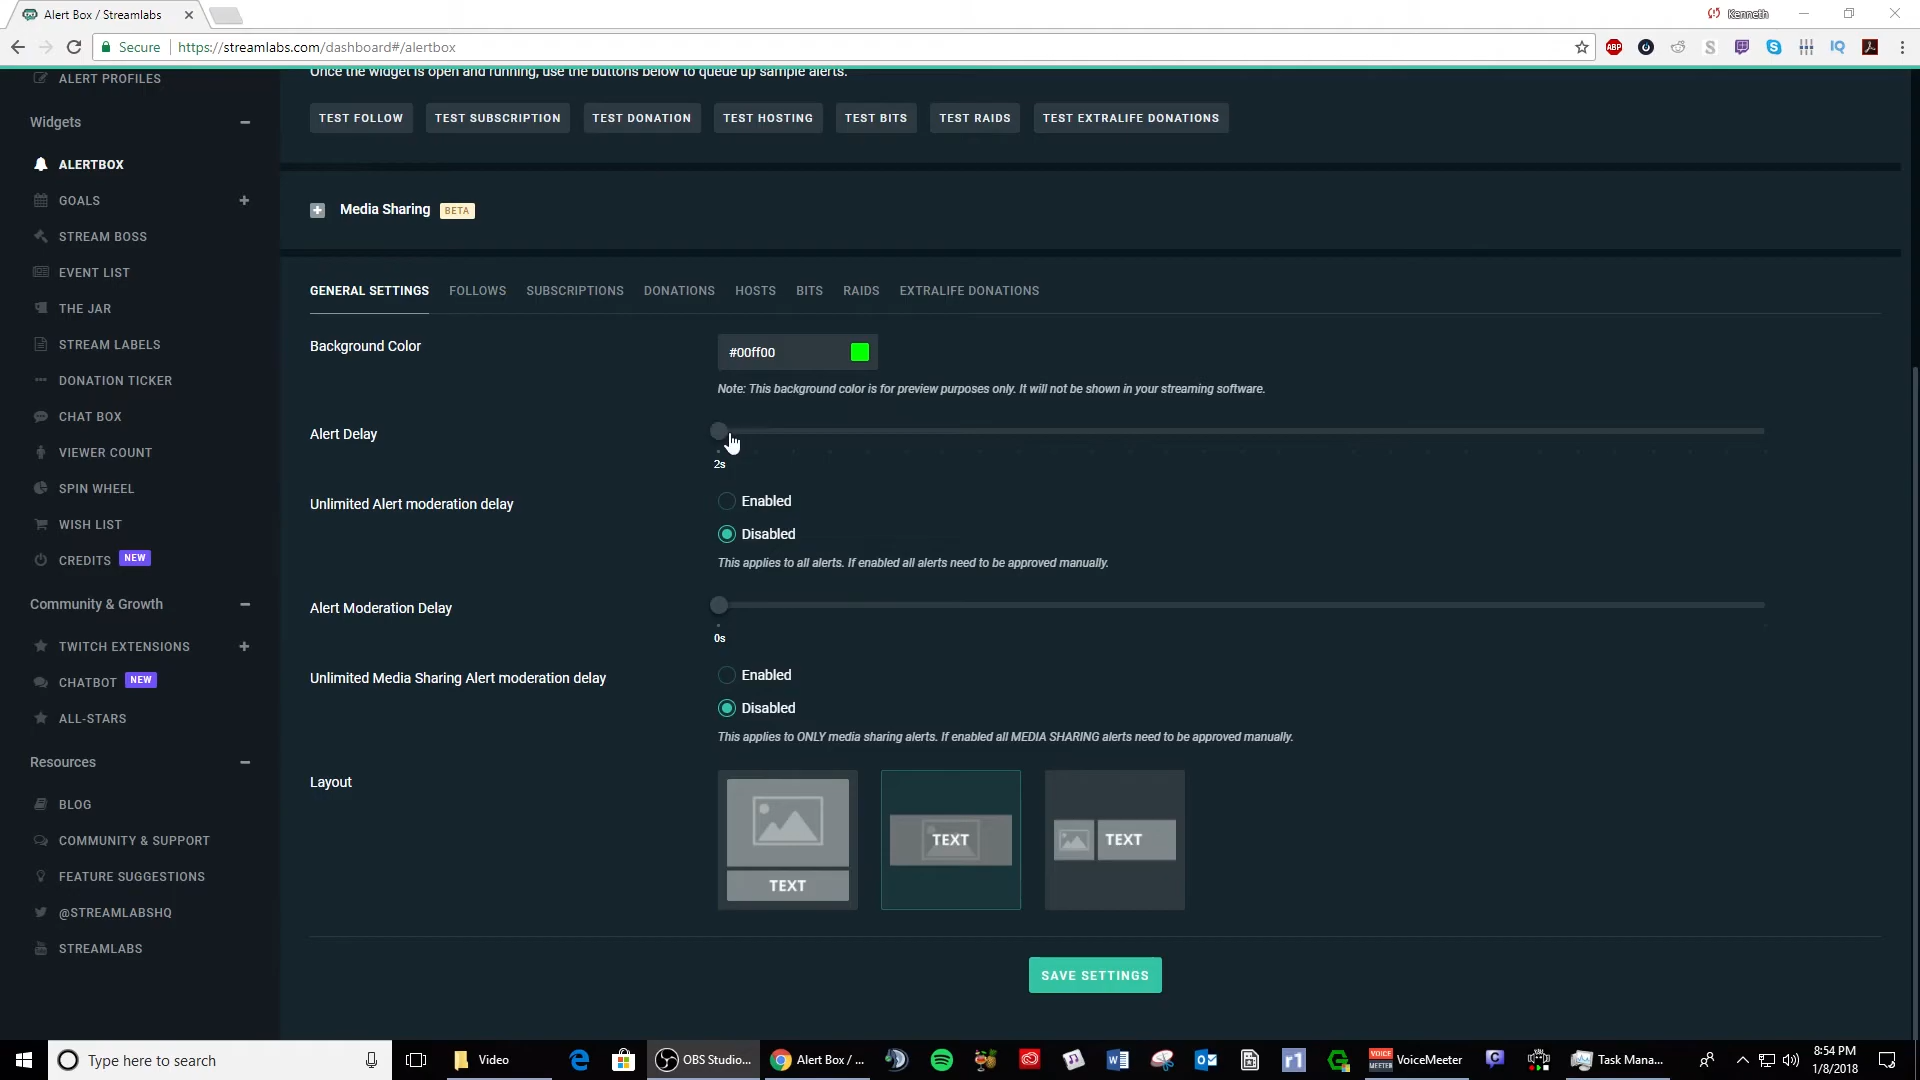 Alert Box / Streamlabs
Kenneth
Secure
https://streamlabs.com/dashboard#/alertbox
ABP
S
IQ
ALERT PROFILES
Widgets
ALERTBOX
GOALS
STREAM BOSS
EVENT LIST
THE JAR
STREAM LABELS
DONATION TICKER
CHAT BOX
VIEWER COUNT
SPIN WHEEL
WISH LIST
CREDITS NEW
Community & Growth
TWITCH EXTENSIONS
CHATBOT NEW
ALL-STARS
Resources
BLOG
COMMUNITY & SUPPORT
FEATURE SUGGESTIONS
@STREAMLABSHQ
STREAMLABS
Once the widget is open and running, use the buttons below to queue up sample alerts.
TEST FOLLOW
TEST SUBSCRIPTION
TEST DONATION
TEST HOSTING
TEST BITS
TEST RAIDS
TEST EXTRALIFE DONATIONS
Media Sharing BETA
GENERAL SETTINGS
FOLLOWS
SUBSCRIPTIONS
DONATIONS
HOSTS
BITS
RAIDS
EXTRALIFE DONATIONS
Background Color
#00ff00
Note: This background color is for preview purposes only. It will not be shown in your streaming software.
Alert Delay
2s
Unlimited Alert moderation delay
Enabled
Disabled
This applies to all alerts. If enabled all alerts need to be approved manually.
Alert Moderation Delay
0s
Unlimited Media Sharing Alert moderation delay
Enabled
Disabled
This applies to ONLY media sharing alerts. If enabled all MEDIA SHARING alerts need to be approved manually.
Layout
TEXT
TEXT
TEXT
SAVE SETTINGS
Type here to search
Video
OBS Studio...
Alert Box / ...
r1
VOICE
MEETER
VoiceMeeter
Task Mana...
8:54 PM
1/8/2018